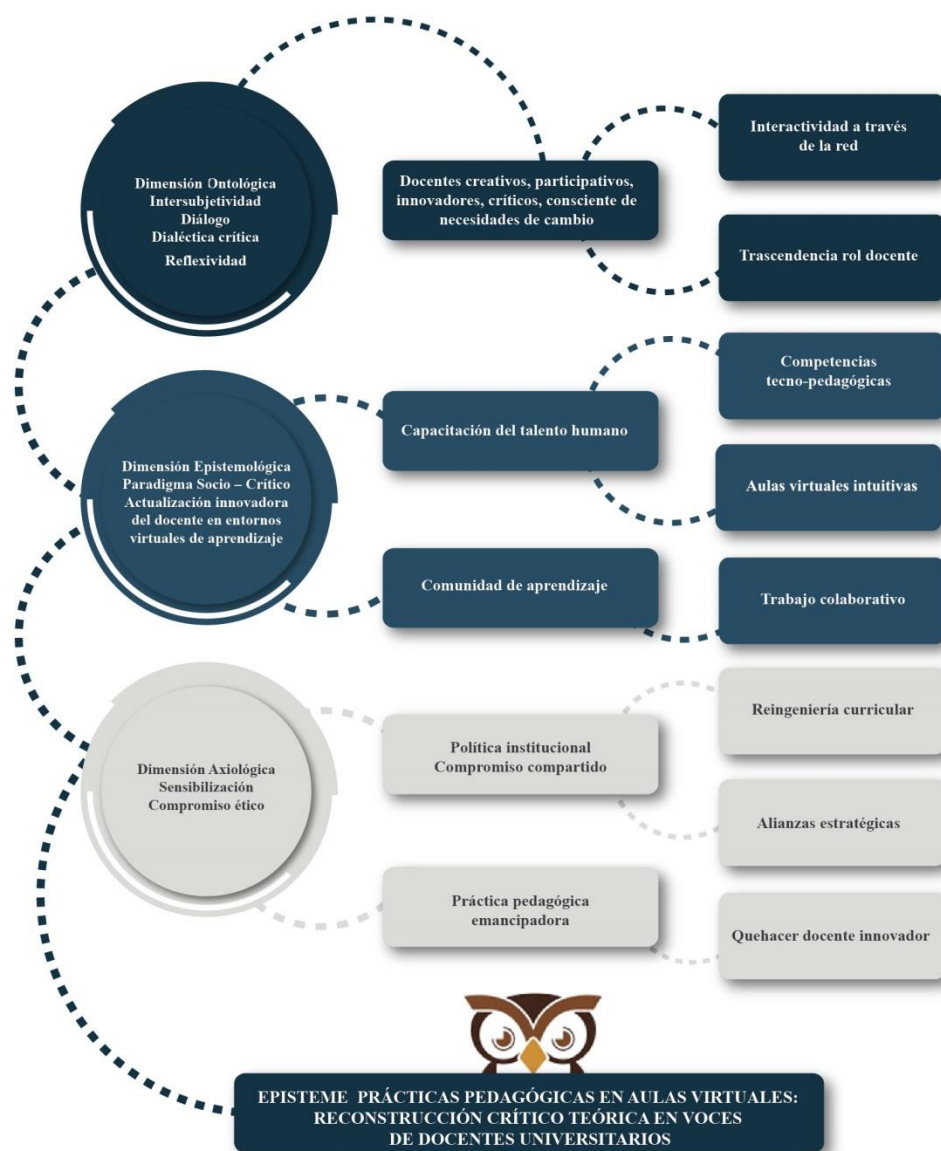 Dimensión Ontológica
Intersubjetividad
Diálogo
Dialéctica crítica
Reflexividad
Docentes creativos, participativos,
innovadores, críticos, consciente de
necesidades de cambio
Interactividad a través
de la red
Trascendencia rol docente
Dimensión Epistemológica
Paradigma Socio – Crítico
Actualización innovadora
del docente en entornos
virtuales de aprendizaje
Capacitación del talento humano
Competencias
tecno-pedagógicas
Aulas virtuales intuitivas
Comunidad de aprendizaje
Trabajo colaborativo
Dimensión Axiológica
Sensibilización
Compromiso ético
Política institucional
Compromiso compartido
Reingeniería curricular
Alianzas estratégicas
Práctica pedagógica
emancipadora
Quehacer docente innovador
EPISTEME PRÁCTICAS PEDAGÓGICAS EN AULAS VIRTUALES:
RECONSTRUCCIÓN CRÍTICO TEÓRICA EN VOCES
DE DOCENTES UNIVERSITARIOS